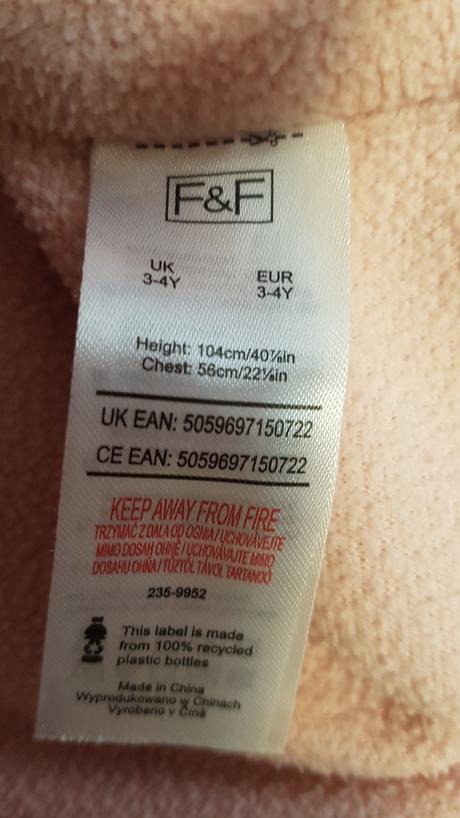 F&F
UK
3-4Y
EUR
3-4Y
Height: 104cm/40⅞in
Chest: 56cm/22⅛in
UK EAN: 5059697150722
CE EAN: 5059697150722
KEEP AWAY FROM FIRE
TRZYMAĆ Z DALA OD OGNIA / UCHOVÁVEJTE
MIMO DOSAH OHNĚ / UCHOVÁVAJTE MIMO
DOSAHU OHŇA / TŰZTŐL TÁVOL TARTANDÓ
235-9952
This label is made
from 100% recycled
plastic bottles
Made in China
Wyprodukowano w Chinach
Vyrobeno v Číně